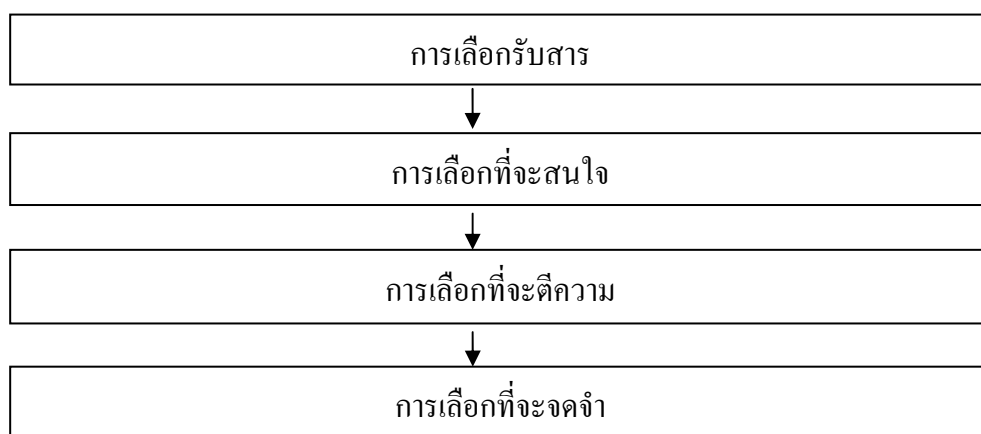 การเลือกรับสาร
การเลือกที่จะสนใจ
การเลือกที่จะตีความ
การเลือกที่จะจดจำ